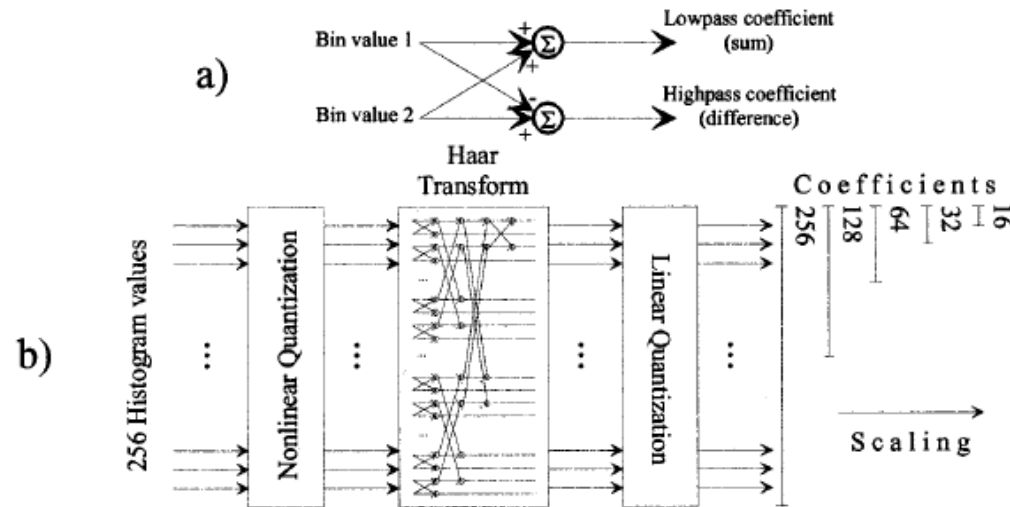 a)
Bin value 1
Bin value 2
+
+
-
+
Σ
Σ
Lowpass coefficient
(sum)
Highpass coefficient
(difference)
b)
256 Histogram values
...
Nonlinear Quantization
...
Haar
Transform
...
...
...
Linear Quantization
...
Coefficients
256
128
64
32
16
Scaling